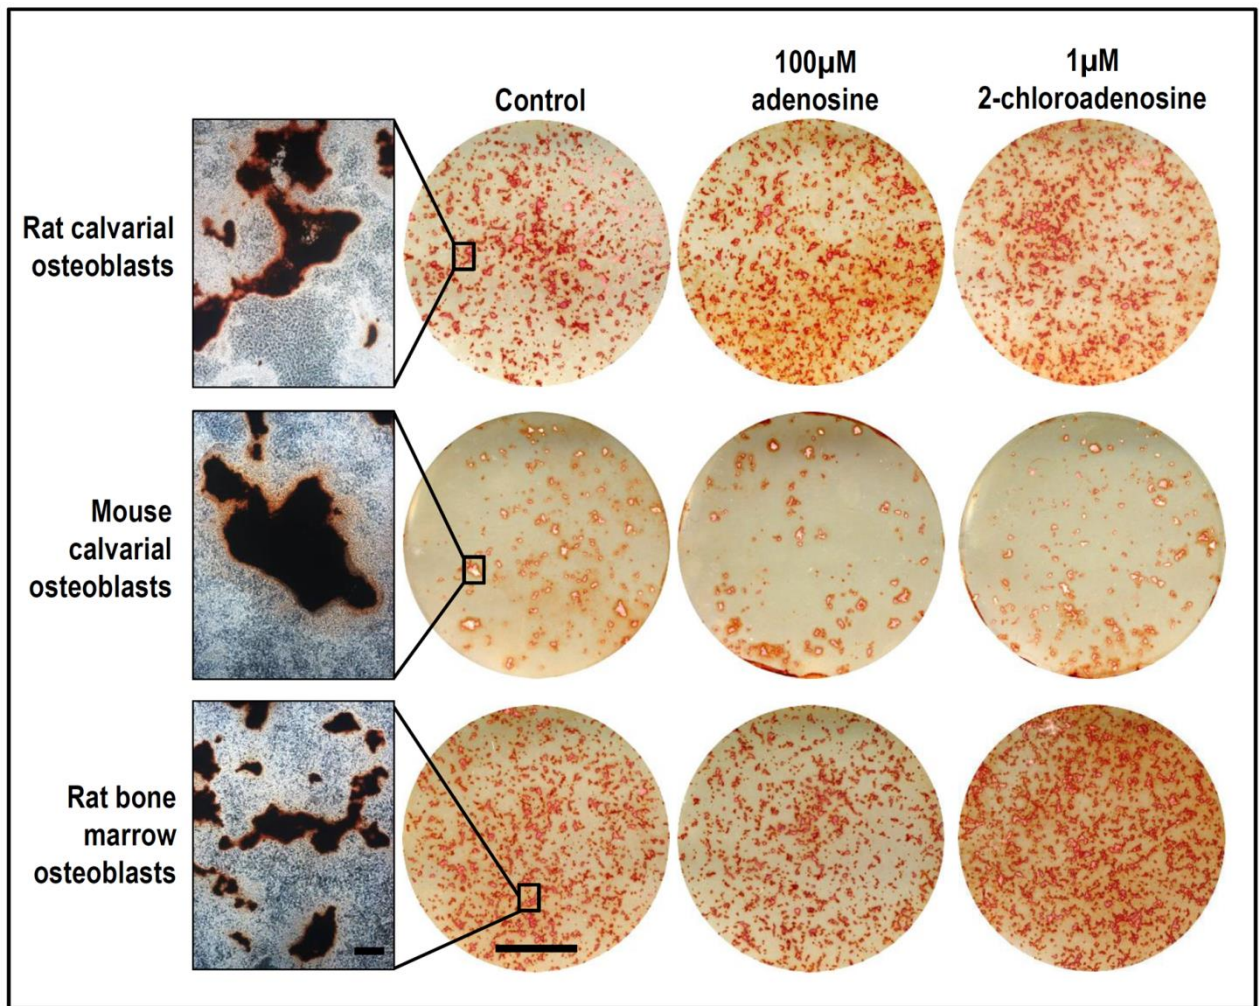 Control
100µM
adenosine
1µM
2-chloroadenosine
Rat calvarial
osteoblasts
Mouse
calvarial
osteoblasts
Rat bone
marrow
osteoblasts